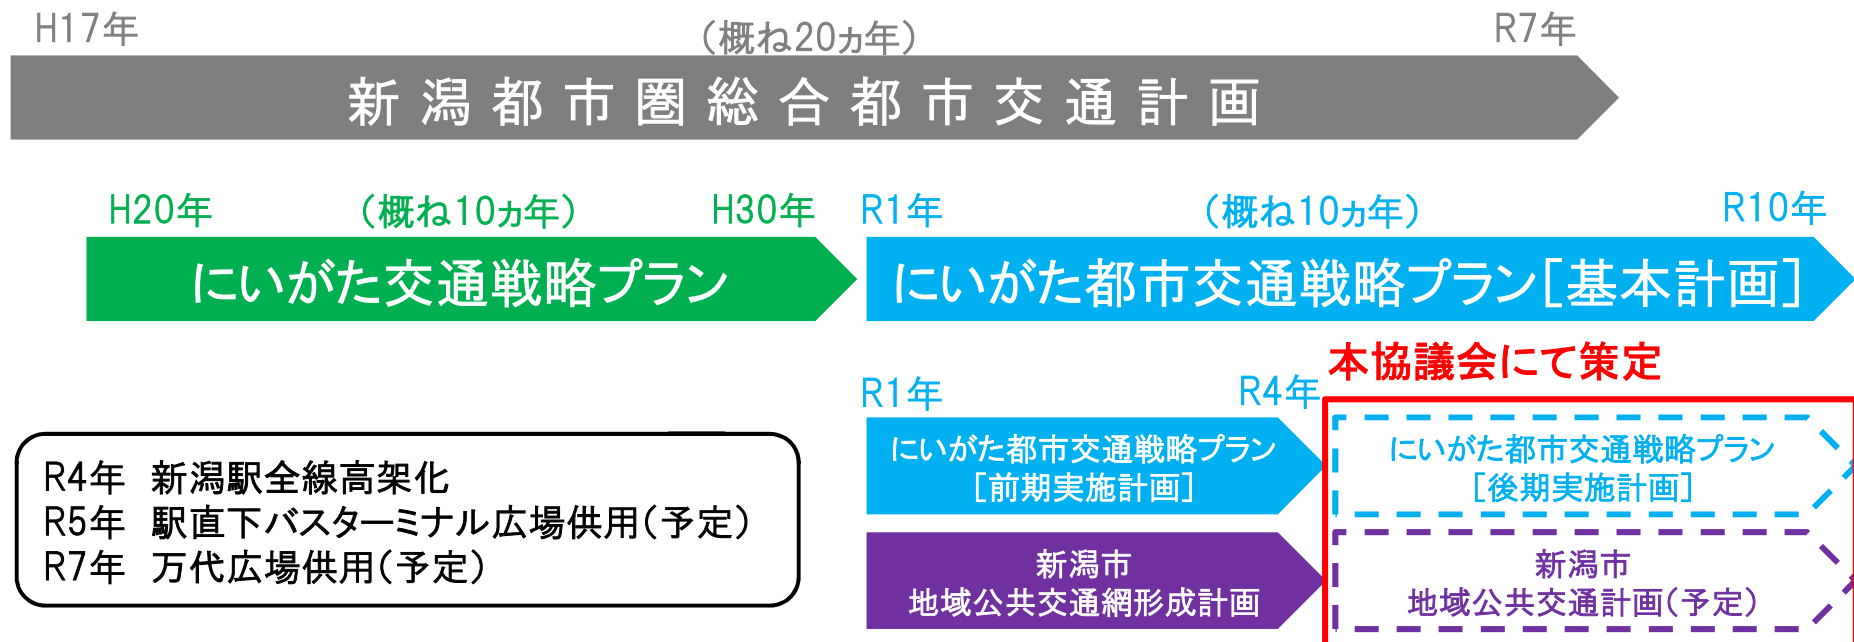 H17年 (概ね20ヵ年) R7年
新潟都市圏総合都市交通計画
H20年 (概ね10ヵ年) H30年 R1年 (概ね10ヵ年) R10年
にいがた交通戦略プラン
にいがた都市交通戦略プラン[基本計画]
本協議会にて策定
R1年 R4年
にいがた都市交通戦略プラン
[前期実施計画]
にいがた都市交通戦略プラン
[後期実施計画]
新潟市
地域公共交通網形成計画
新潟市
地域公共交通計画(予定)
R4年 新潟駅全線高架化
R5年 駅直下バスターミナル広場供用(予定)
R7年 万代広場供用(予定)